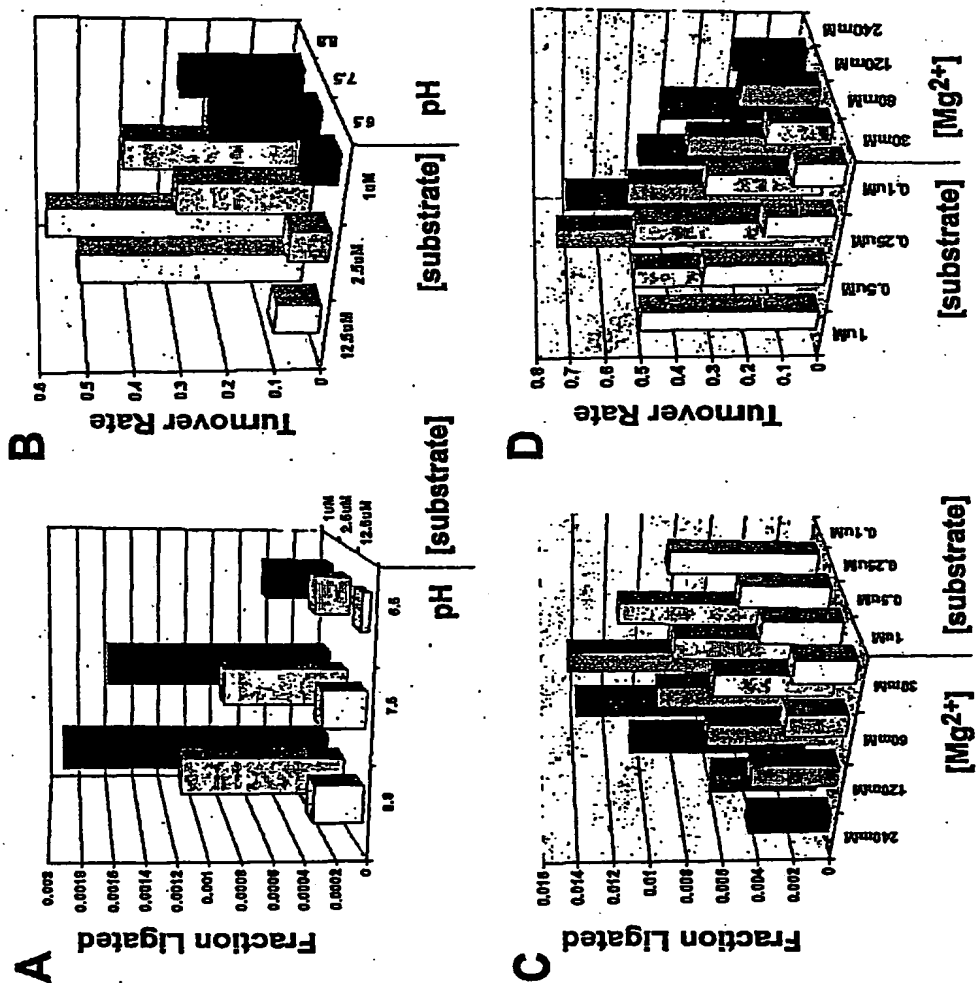 A
Fraction Ligated
0.002
0.0018
0.0016
0.0014
0.0012
0.001
0.0008
0.0006
0.0004
0.0002
0
8.8
7.5
6.5
pH
12.5uM
2.5uM
1uM
[substrate]
B
Turnover Rate
0.6
0.5
0.4
0.3
0.2
0.1
0
12.5uM
2.5uM
1uM
[substrate]
6.5
7.5
8.8
pH
C
Fraction Ligated
0.016
0.014
0.012
0.01
0.008
0.006
0.004
0.002
0
240mM
120mM
60mM
30mM
[Mg2+]
1uM
0.5uM
0.25uM
0.1uM
[substrate]
D
Turnover Rate
0.8
0.7
0.6
0.5
0.4
0.3
0.2
0.1
0
1uM
0.5uM
0.25uM
0.1uM
[substrate]
30mM
60mM
120mM
240mM
[Mg2+]